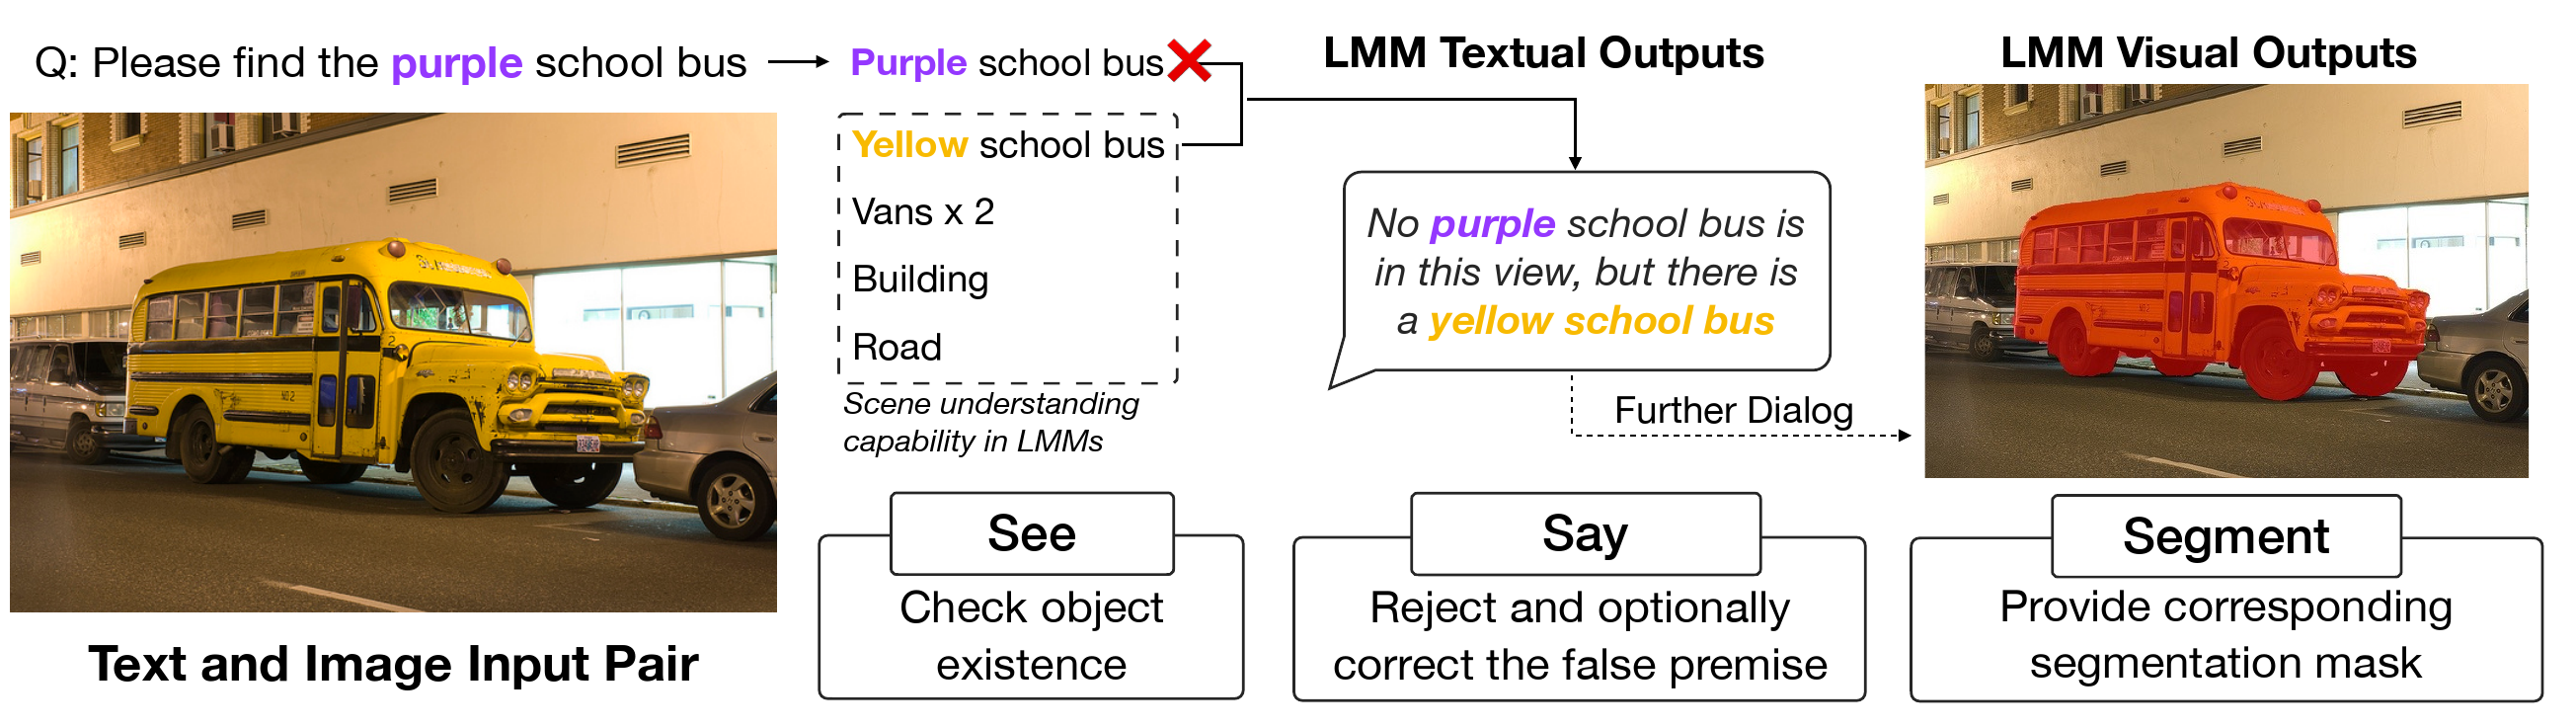 Q: Please find the purple school bus
Purple school bus
Yellow school bus
Vans x 2
Building
Road
Scene understanding
capability in LMMs
LMM Textual Outputs
No purple school bus is
in this view, but there is
a yellow school bus
Further Dialog
LMM Visual Outputs
Text and Image Input Pair
See
Check object
existence
Say
Reject and optionally
correct the false premise
Segment
Provide corresponding
segmentation mask